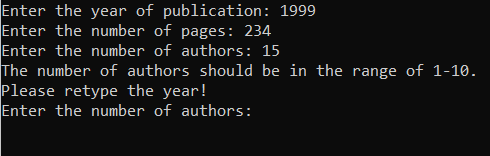 Enter the year of publication: 1999
Enter the number of pages: 234
Enter the number of authors: 15
The number of authors should be in the range of 1-10.
Please retype the year!
Enter the number of authors: